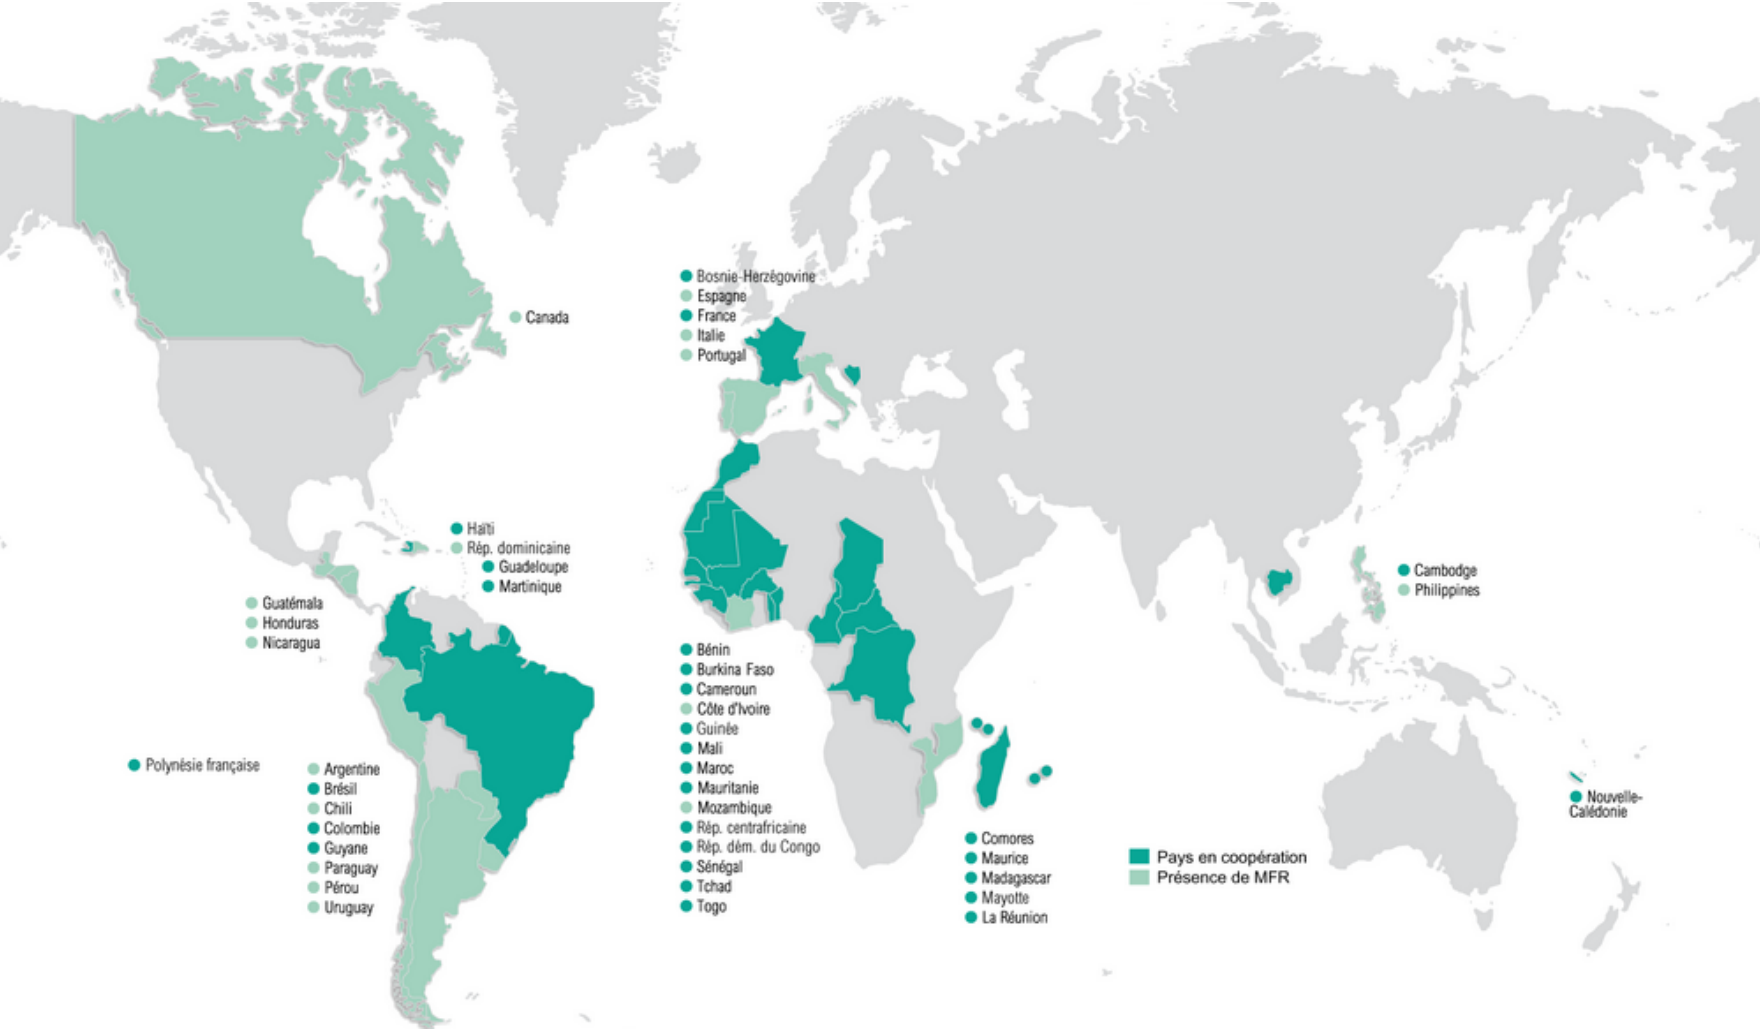 Canada
Bosnie-Herzégovine
Espagne
France
Italie
Portugal
Haïti
Rép. dominicaine
Guadeloupe
Martinique
Guatémala
Honduras
Nicaragua
Cambodge
Philippines
Polynésie française
Argentine
Brésil
Chili
Colombie
Guyane
Paraguay
Pérou
Uruguay
Bénin
Burkina Faso
Cameroun
Côte d'Ivoire
Guinée
Mali
Maroc
Mauritanie
Mozambique
Rép. centrafricaine
Rép. dém. du Congo
Sénégal
Tchad
Togo
Comores
Maurice
Madagascar
Mayotte
La Réunion
Pays en coopération
Présence de MFR
Nouvelle-
Calédonie